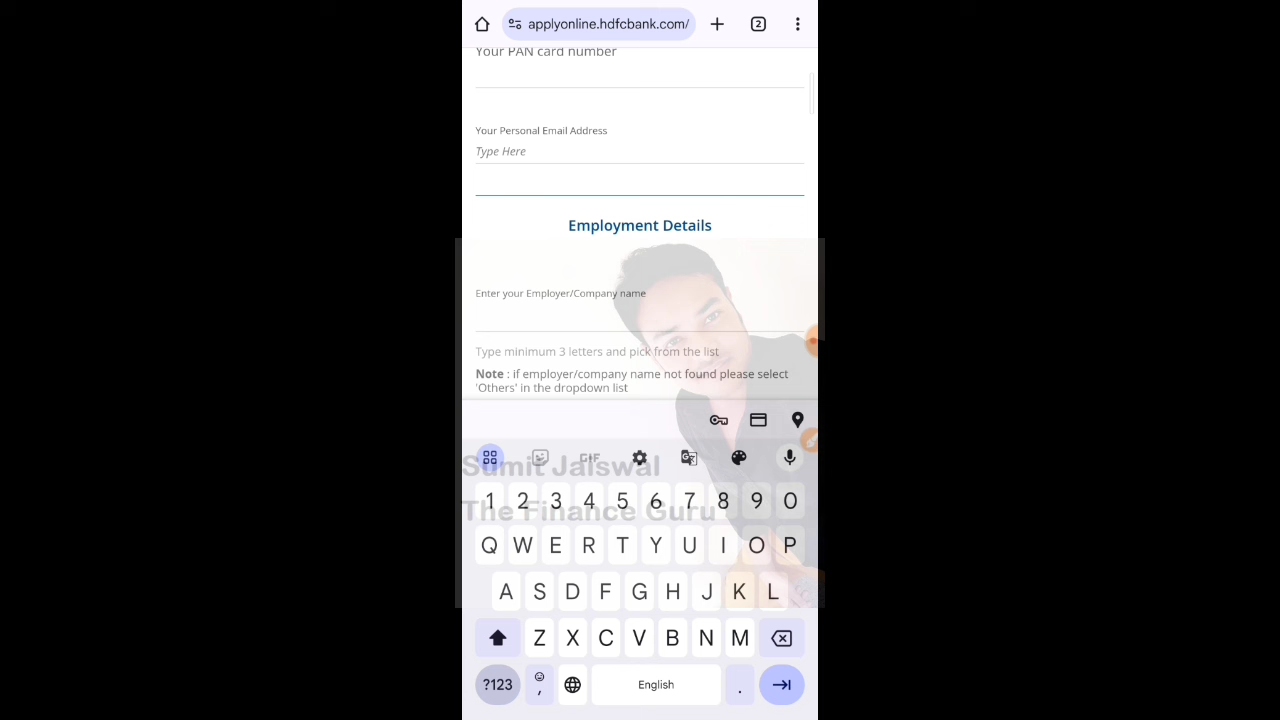 applyonline.hdfcbank.com/
2
Your PAN card number
Your Personal Email Address
Type Here
Employment Details
Enter your Employer/Company name
Type minimum 3 letters and pick from the list
Note : if employer/company name not found please select
'Others' in the dropdown list
GIF
Sumit Jaiswal
1 2 3 4 5 6 7 8 9 0
The Finance Guru
Q W E R T Y U I O P
A S D F G H J K L
Z X C V B N M
?123 , English .